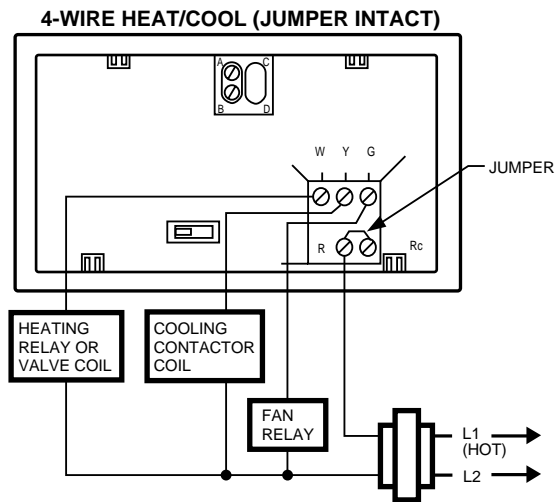 4-WIRE HEAT/COOL (JUMPER INTACT)
A C
B D
W Y G
JUMPER
R Rc
HEATING
RELAY OR
VALVE COIL
COOLING
CONTACTOR
COIL
FAN
RELAY
L1
(HOT)
L2